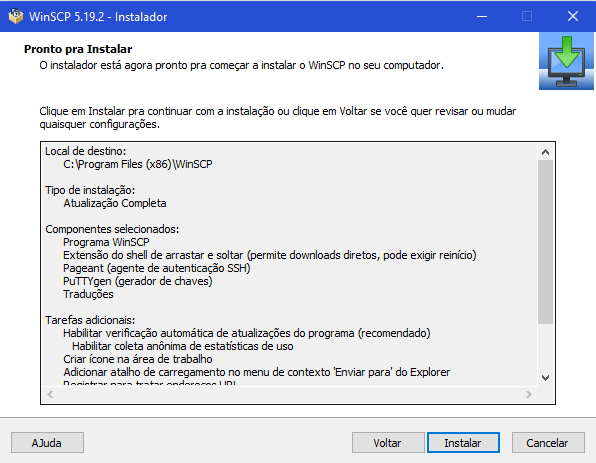 WinSCP 5.19.2 - Instalador
Pronto pra Instalar
O instalador está agora pronto pra começar a instalar o WinSCP no seu computador.
Clique em Instalar pra continuar com a instalação ou clique em Voltar se você quer revisar ou mudar
quaisquer configurações.
Local de destino:
C:\Program Files (x86)\WinSCP
Tipo de instalação:
Atualização Completa
Componentes selecionados:
Programa WinSCP
Extensão do shell de arrastar e soltar (permite downloads diretos, pode exigir reinício)
Pageant (agente de autenticação SSH)
PuTTYgen (gerador de chaves)
Traduções
Tarefas adicionais:
Habilitar verificação automática de atualizações do programa (recomendado)
Habilitar coleta anônima de estatísticas de uso
Criar ícone na área de trabalho
Adicionar atalho de carregamento no menu de contexto 'Enviar para' do Explorer
Registrar para tratar endereços URL
AJuda
Voltar
Instalar
Cancelar